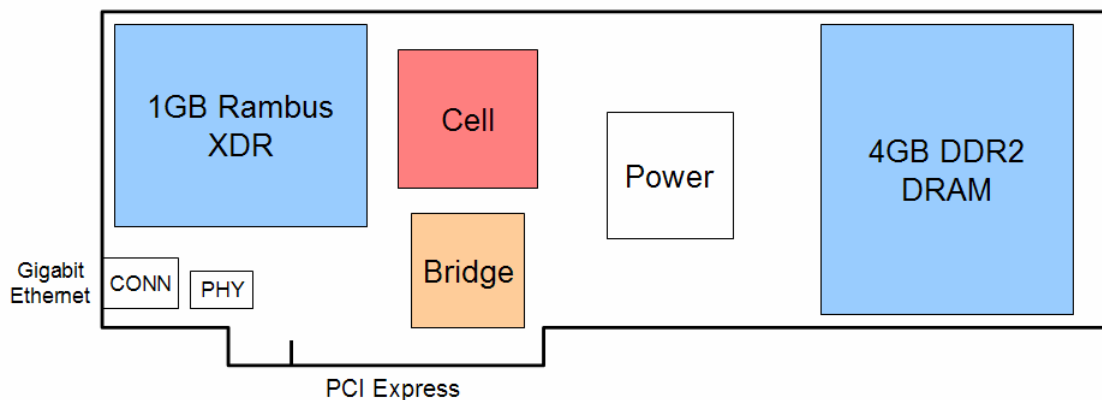 1GB Rambus
XDR
Cell
Power
4GB DDR2
DRAM
Bridge
Gigabit
Ethernet
CONN
PHY
PCI Express